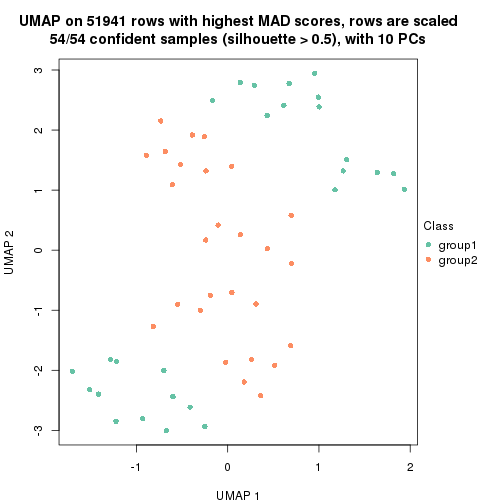 UMAP on 51941 rows with highest MAD scores, rows are scaled
54/54 confident samples (silhouette > 0.5), with 10 PCs
3
2
1
0
-1
-2
-3
UMAP 2
-1
0
1
2
UMAP 1
Class
group1
group2